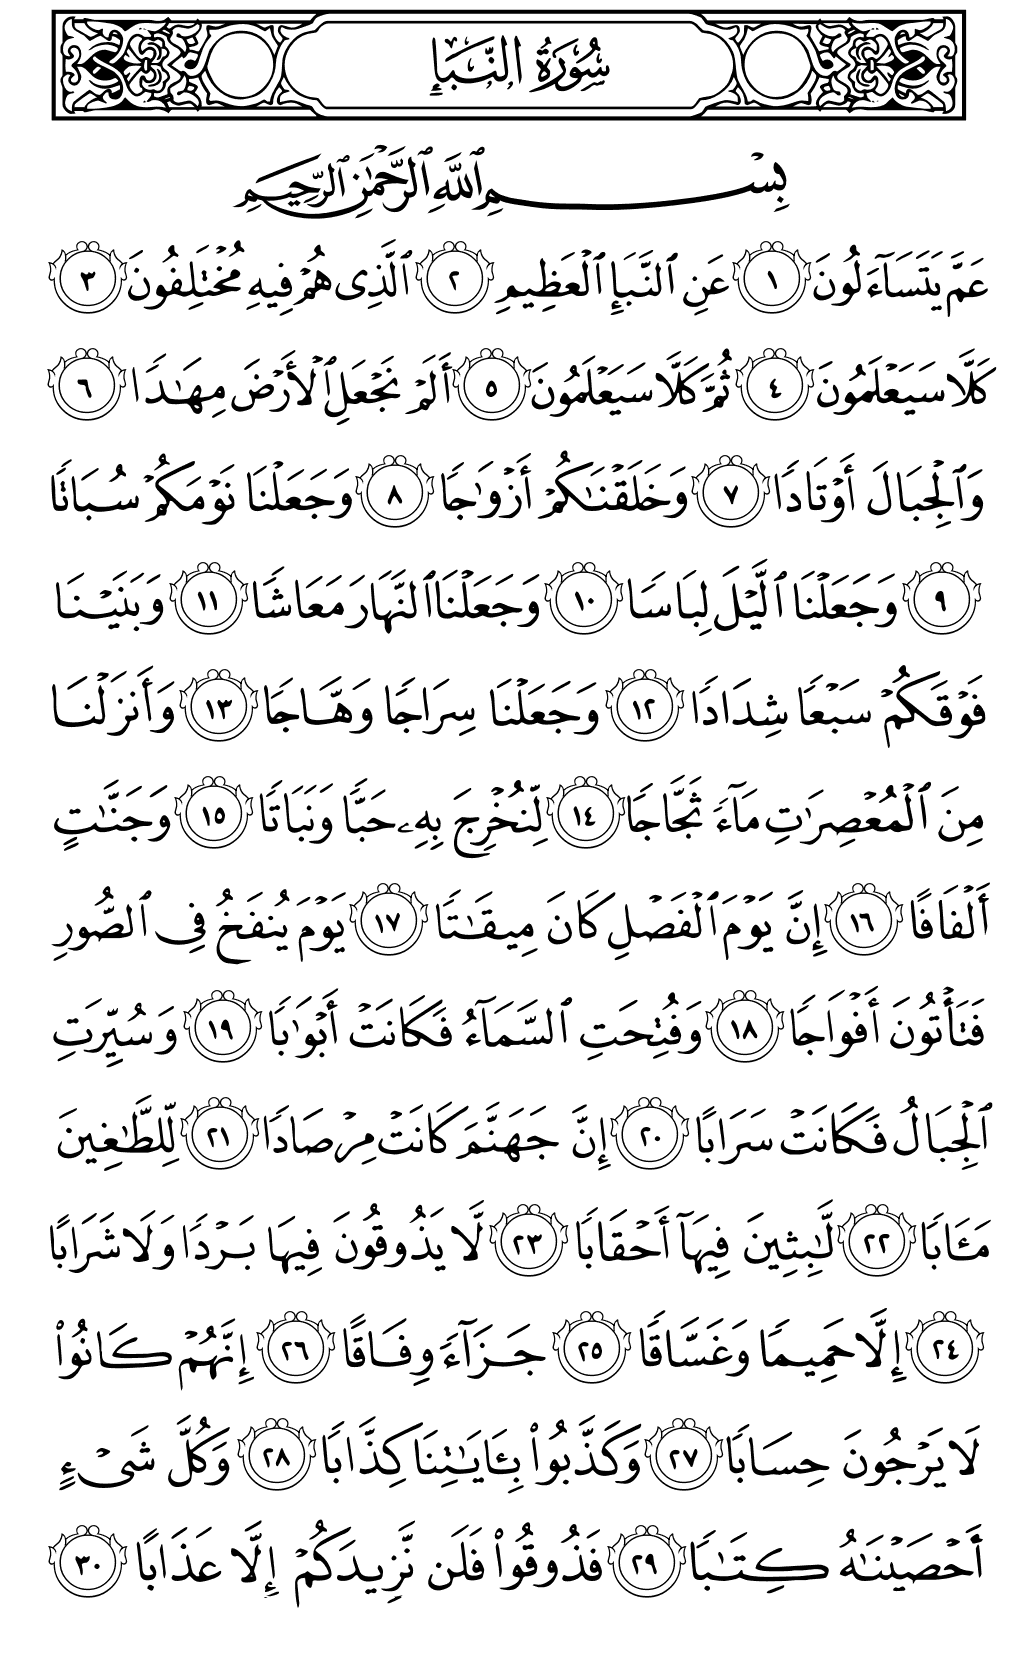 سُورَةُ النَّبَإِ
بِسْمِ ٱللَّهِ ٱلرَّحْمَٰنِ ٱلرَّحِيمِ
عَمَّ يَتَسَآءَلُونَ ١ عَنِ ٱلنَّبَإِ ٱلْعَظِيمِ ٢ ٱلَّذِى هُمْ فِيهِ مُخْتَلِفُونَ ٣
كَلَّا سَيَعْلَمُونَ ٤ ثُمَّ كَلَّا سَيَعْلَمُونَ ٥ أَلَمْ نَجْعَلِ ٱلْأَرْضَ مِهَـٰدًا ٦
وَٱلْجِبَالَ أَوْتَادًا ٧ وَخَلَقْنَـٰكُمْ أَزْوَٰجًا ٨ وَجَعَلْنَا نَوْمَكُمْ سُبَاتًا
٩ وَجَعَلْنَا ٱلَّيْلَ لِبَاسًا ١٠ وَجَعَلْنَا ٱلنَّهَارَ مَعَاشًا ١١ وَبَنَيْنَا
فَوْقَكُمْ سَبْعًا شِدَادًا ١٢ وَجَعَلْنَا سِرَاجًا وَهَّاجًا ١٣ وَأَنزَلْنَا
مِنَ ٱلْمُعْصِرَٰتِ مَآءً ثَجَّاجًا ١٤ لِّنُخْرِجَ بِهِۦ حَبًّا وَنَبَاتًا ١٥ وَجَنَّـٰتٍ
أَلْفَافًا ١٦ إِنَّ يَوْمَ ٱلْفَصْلِ كَانَ مِيقَـٰتًا ١٧ يَوْمَ يُنفَخُ فِى ٱلصُّورِ
فَتَأْتُونَ أَفْوَاجًا ١٨ وَفُتِحَتِ ٱلسَّمَآءُ فَكَانَتْ أَبْوَٰبًا ١٩ وَسُيِّرَتِ
ٱلْجِبَالُ فَكَانَتْ سَرَابًا ٢٠ إِنَّ جَهَنَّمَ كَانَتْ مِرْصَادًا ٢١ لِّلطَّـٰغِينَ
مَـَٔابًا ٢٢ لَّـٰبِثِينَ فِيهَآ أَحْقَابًا ٢٣ لَّا يَذُوقُونَ فِيهَا بَرْدًا وَلَا شَرَابًا
٢٤ إِلَّا حَمِيمًا وَغَسَّاقًا ٢٥ جَزَآءً وِفَاقًا ٢٦ إِنَّهُمْ كَانُوا۟
لَا يَرْجُونَ حِسَابًا ٢٧ وَكَذَّبُوا۟ بِـَٔايَـٰتِنَا كِذَّابًا ٢٨ وَكُلَّ شَىْءٍ
أَحْصَيْنَـٰهُ كِتَـٰبًا ٢٩ فَذُوقُوا۟ فَلَن نَّزِيدَكُمْ إِلَّا عَذَابًا ٣٠